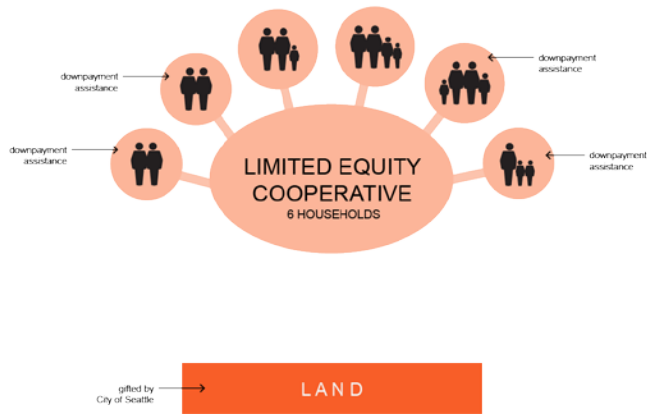 downpayment
assistance
downpayment
assistance
downpayment
assistance
downpayment
assistance
LIMITED EQUITY
COOPERATIVE
6 HOUSEHOLDS
gifted by
City of Seattle
LAND